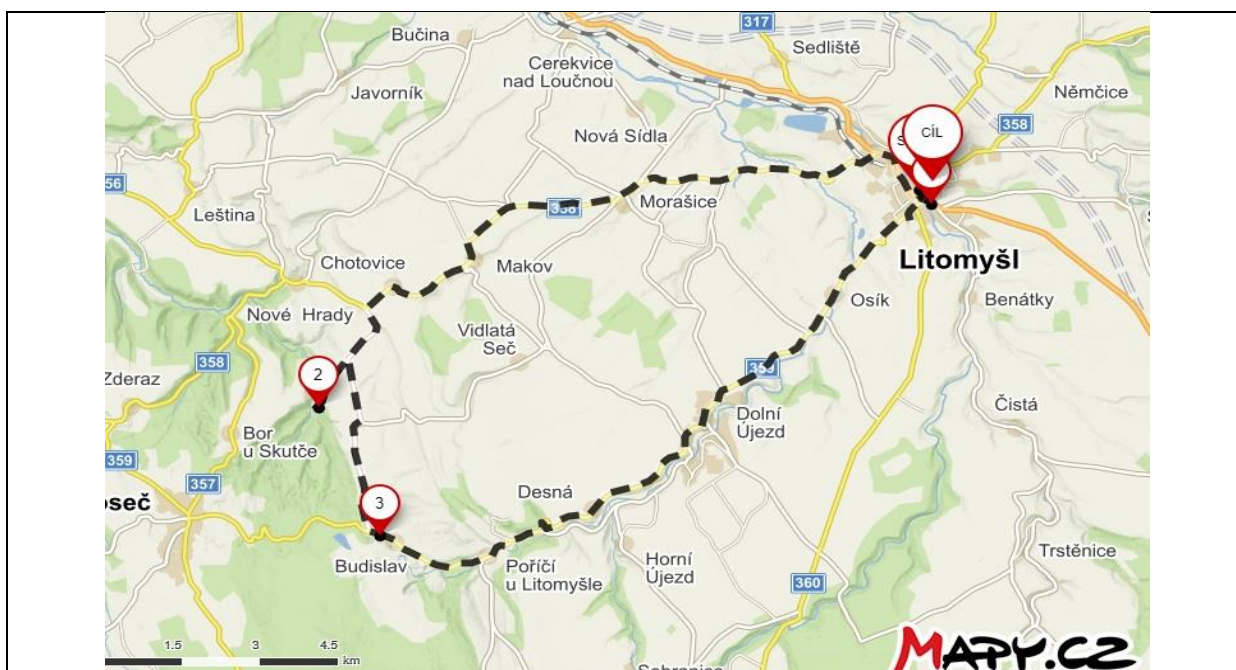 317
Sedliště
Bučina
Cerekvice
nad Loučnou
Němčice
Javorník
358
Nová Sídla
CÍL
S
56
Morašice
358
Leština
Litomyšl
Chotovice
Makov
Osík
Benátky
Nové Hrady
Vidlatá
Seč
358
2
359
Zderaz
Čistá
Dolní
Újezd
Bor
u Skutče
359
357
Desná
oseč
3
Trstěnice
Horní
Újezd
Budislav
Poříčí
u Litomyšle
360
1.5 3 4.5
km
MAPY.CZ